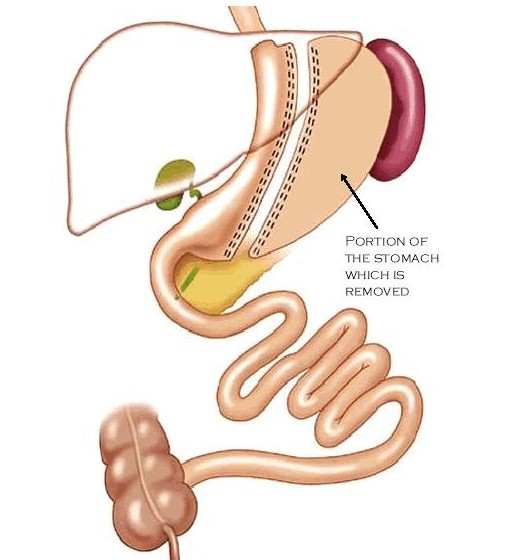 Portion of
the stomach
which is
removed